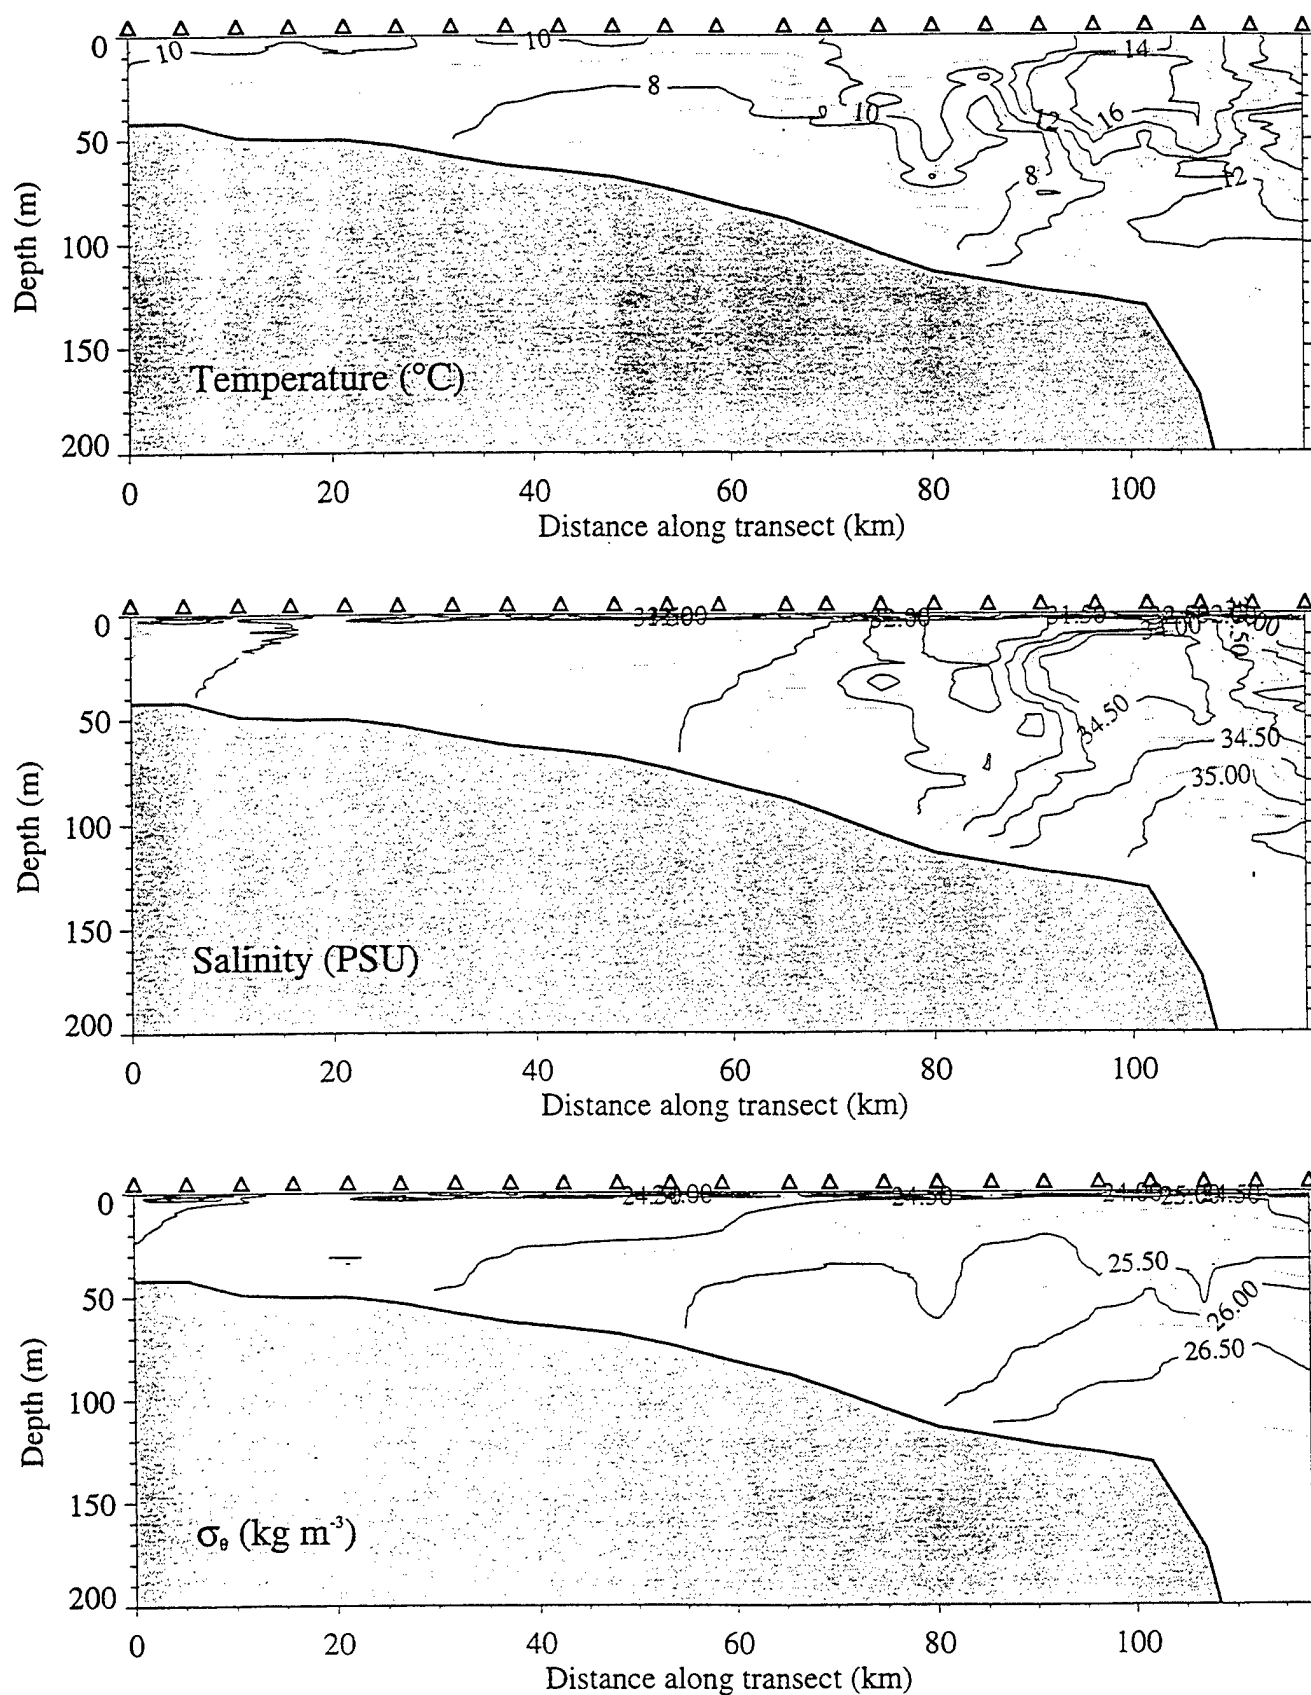 0
50
100
150
200
Depth (m)
10
10
8
10
12
14
16
8
12
Temperature (°C)
0 20 40 60 80 100
Distance along transect (km)
0
50
100
150
200
Depth (m)
34.50
34.50
35.00
Salinity (PSU)
0 20 40 60 80 100
Distance along transect (km)
0
50
100
150
200
Depth (m)
24.50
25.50
26.00
26.50
σθ (kg m-3)
0 20 40 60 80 100
Distance along transect (km)